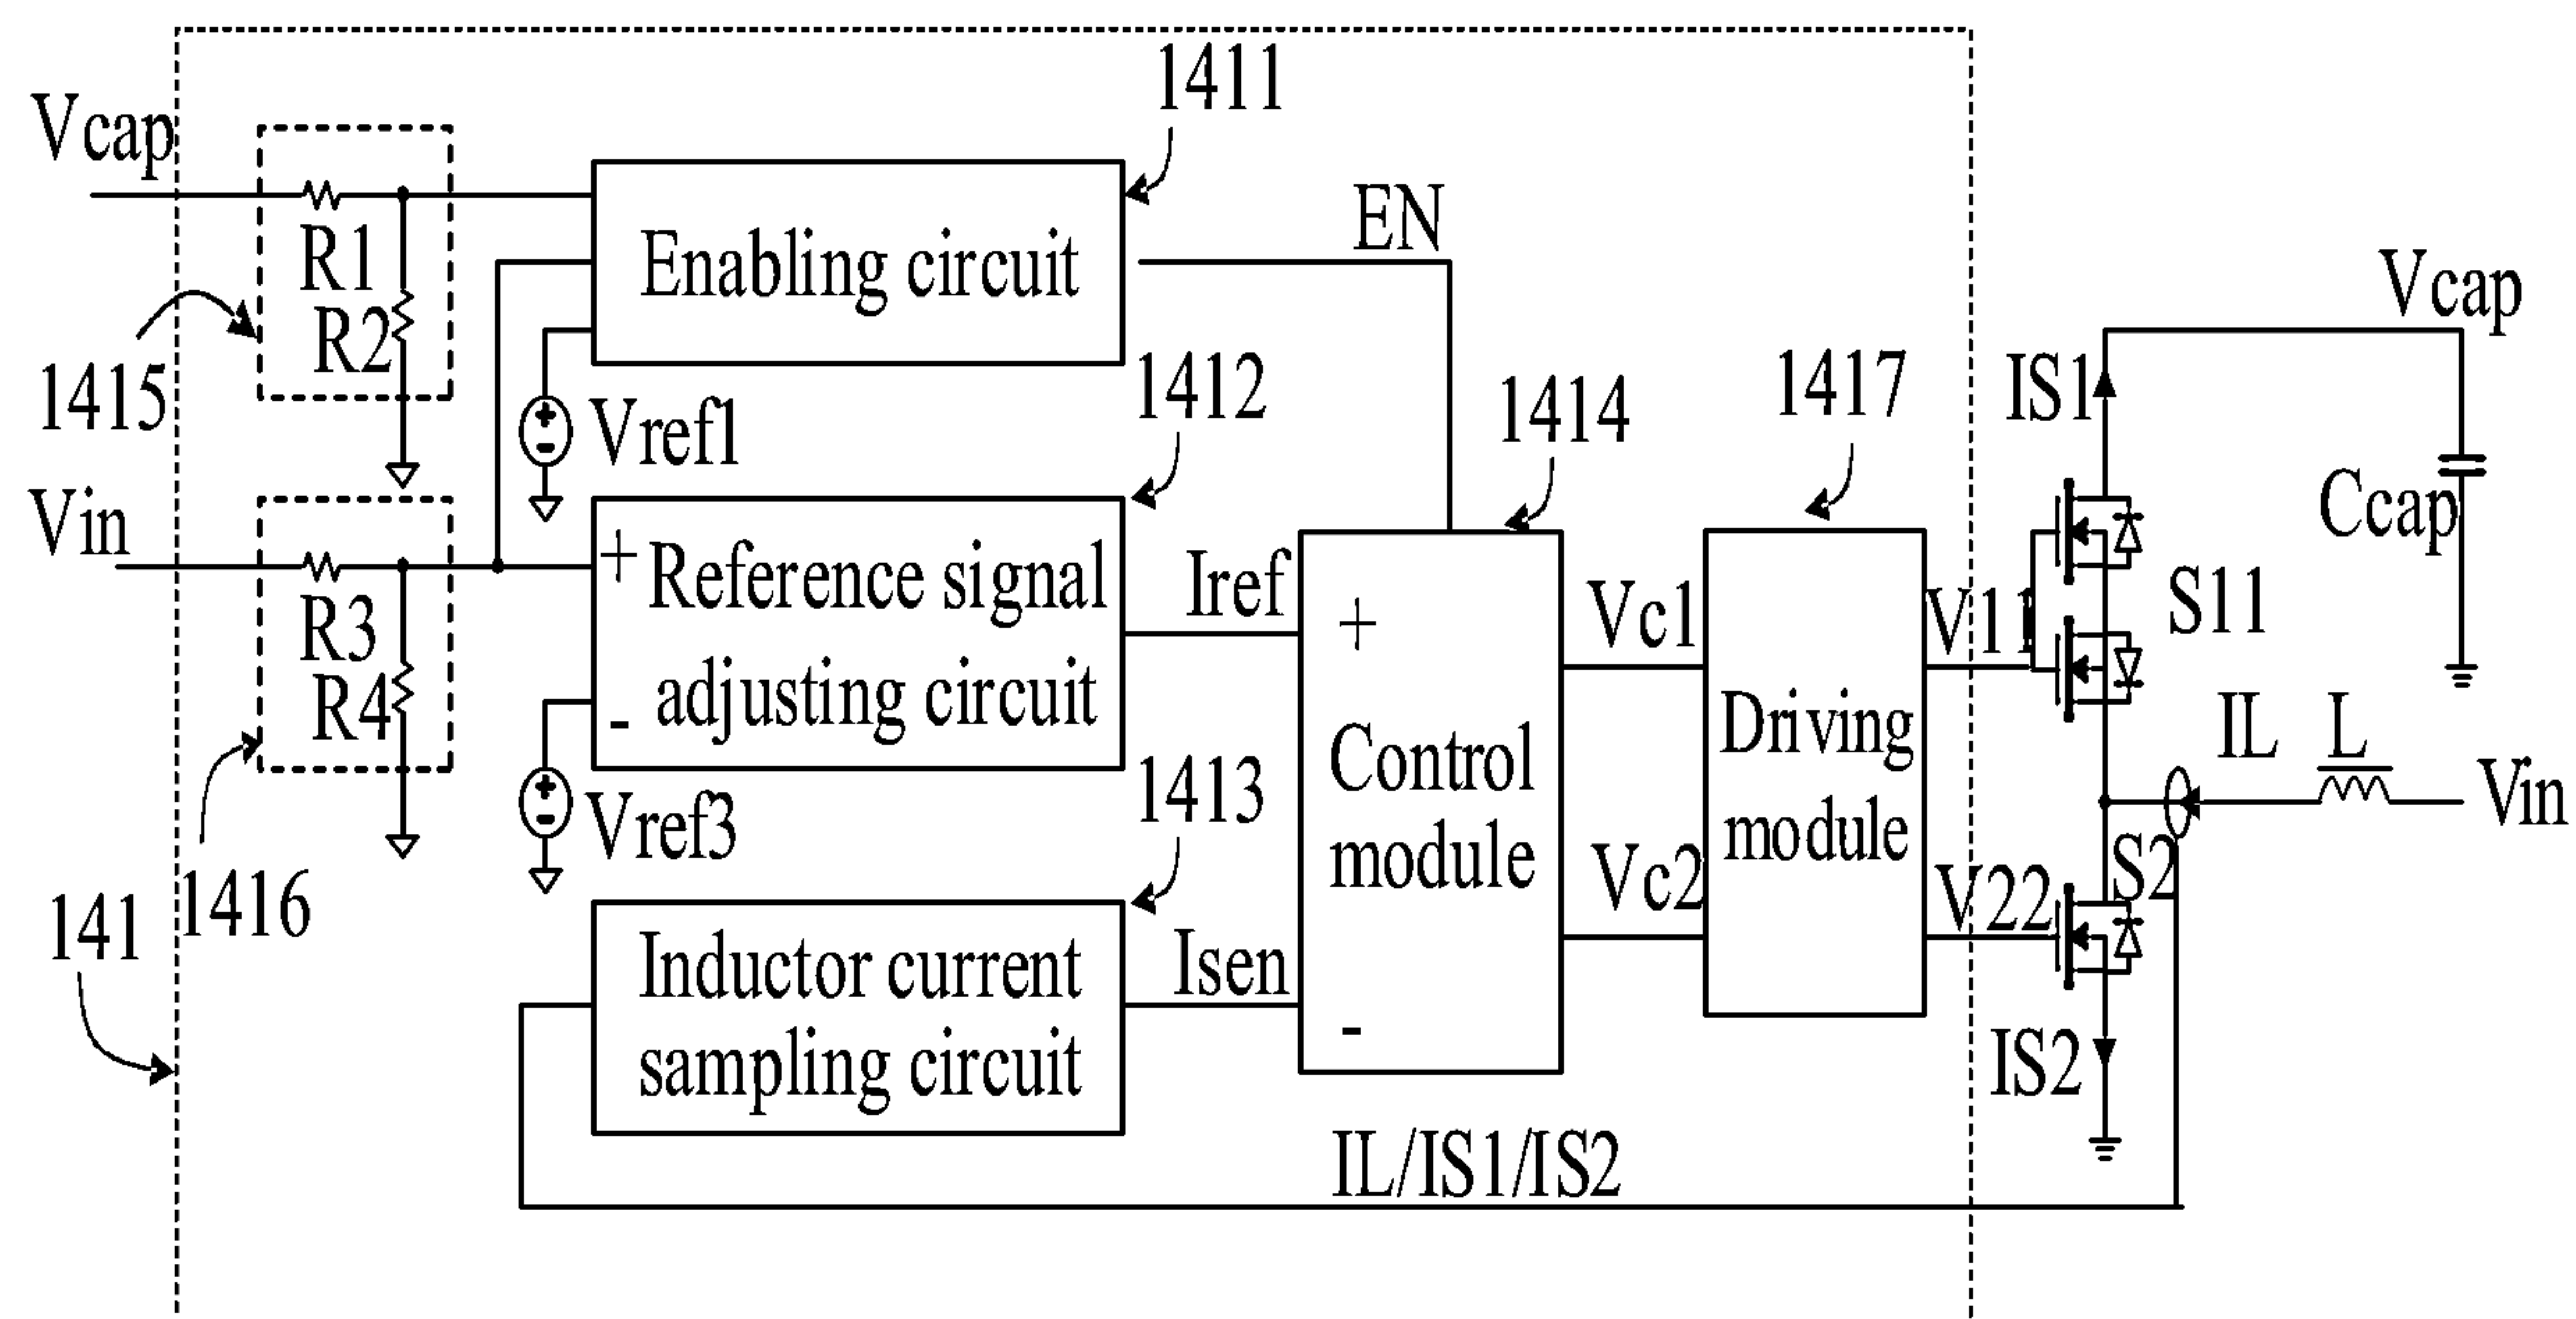 1411
Vcap
EN
R1
Enabling circuit
R2
Vcap
1415
1412
1417
IS1
1414
Vref1
Vin
Ccap
+
Reference signal
Iref
+
Vc1
V11
S11
R3
R4
adjusting circuit
-
IL
L
Control
Driving
Vin
1413
Vref3
module
module
S2
1416
Vc2
V22
141
Inductor current
Isen
sampling circuit
-
IS2
IL/IS1/IS2